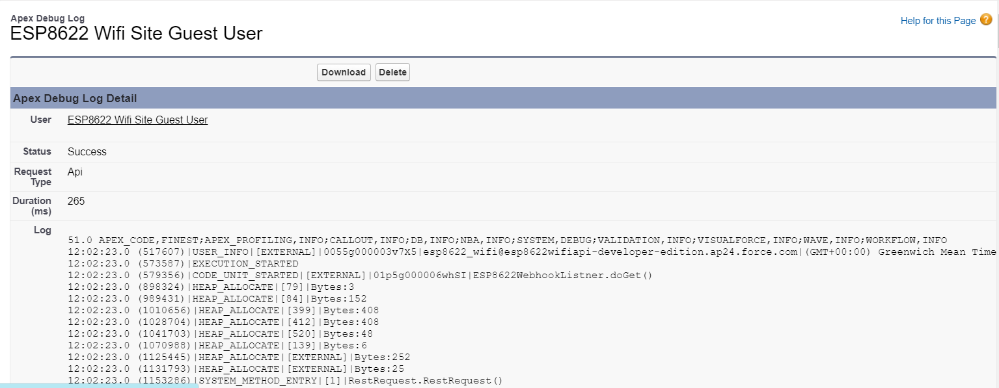 Apex Debug Log
ESP8622 Wifi Site Guest User
Help for this Page ?
Download Delete
Apex Debug Log Detail
User ESP8622 Wifi Site Guest User
Status Success
Request Type Api
Duration (ms) 265
Log
51.0 APEX_CODE,FINEST;APEX_PROFILING,INFO;CALLOUT,INFO;DB,INFO;NBA,INFO;SYSTEM,DEBUG;VALIDATION,INFO;VISUALFORCE,INFO;WAVE,INFO;WORKFLOW,INFO
12:02:23.0 (517607)|USER_INFO|[EXTERNAL]|0055g000003v7X5|esp8622_wifi@esp8622wifiapi-developer-edition.ap24.force.com|(GMT+00:00) Greenwich Mean Time
12:02:23.0 (573587)|EXECUTION_STARTED
12:02:23.0 (579356)|CODE_UNIT_STARTED|[EXTERNAL]|01p5g000006whSI|ESP8622WebhookListner.doGet()
12:02:23.0 (898324)|HEAP_ALLOCATE|[79]|Bytes:3
12:02:23.0 (989431)|HEAP_ALLOCATE|[84]|Bytes:152
12:02:23.0 (1010656)|HEAP_ALLOCATE|[399]|Bytes:408
12:02:23.0 (1028704)|HEAP_ALLOCATE|[412]|Bytes:408
12:02:23.0 (1041703)|HEAP_ALLOCATE|[520]|Bytes:48
12:02:23.0 (1070988)|HEAP_ALLOCATE|[139]|Bytes:6
12:02:23.0 (1125445)|HEAP_ALLOCATE|[EXTERNAL]|Bytes:252
12:02:23.0 (1131793)|HEAP_ALLOCATE|[EXTERNAL]|Bytes:25
12:02:23.0 (1153286)|SYSTEM_METHOD_ENTRY|[1]|RestRequest.RestRequest()